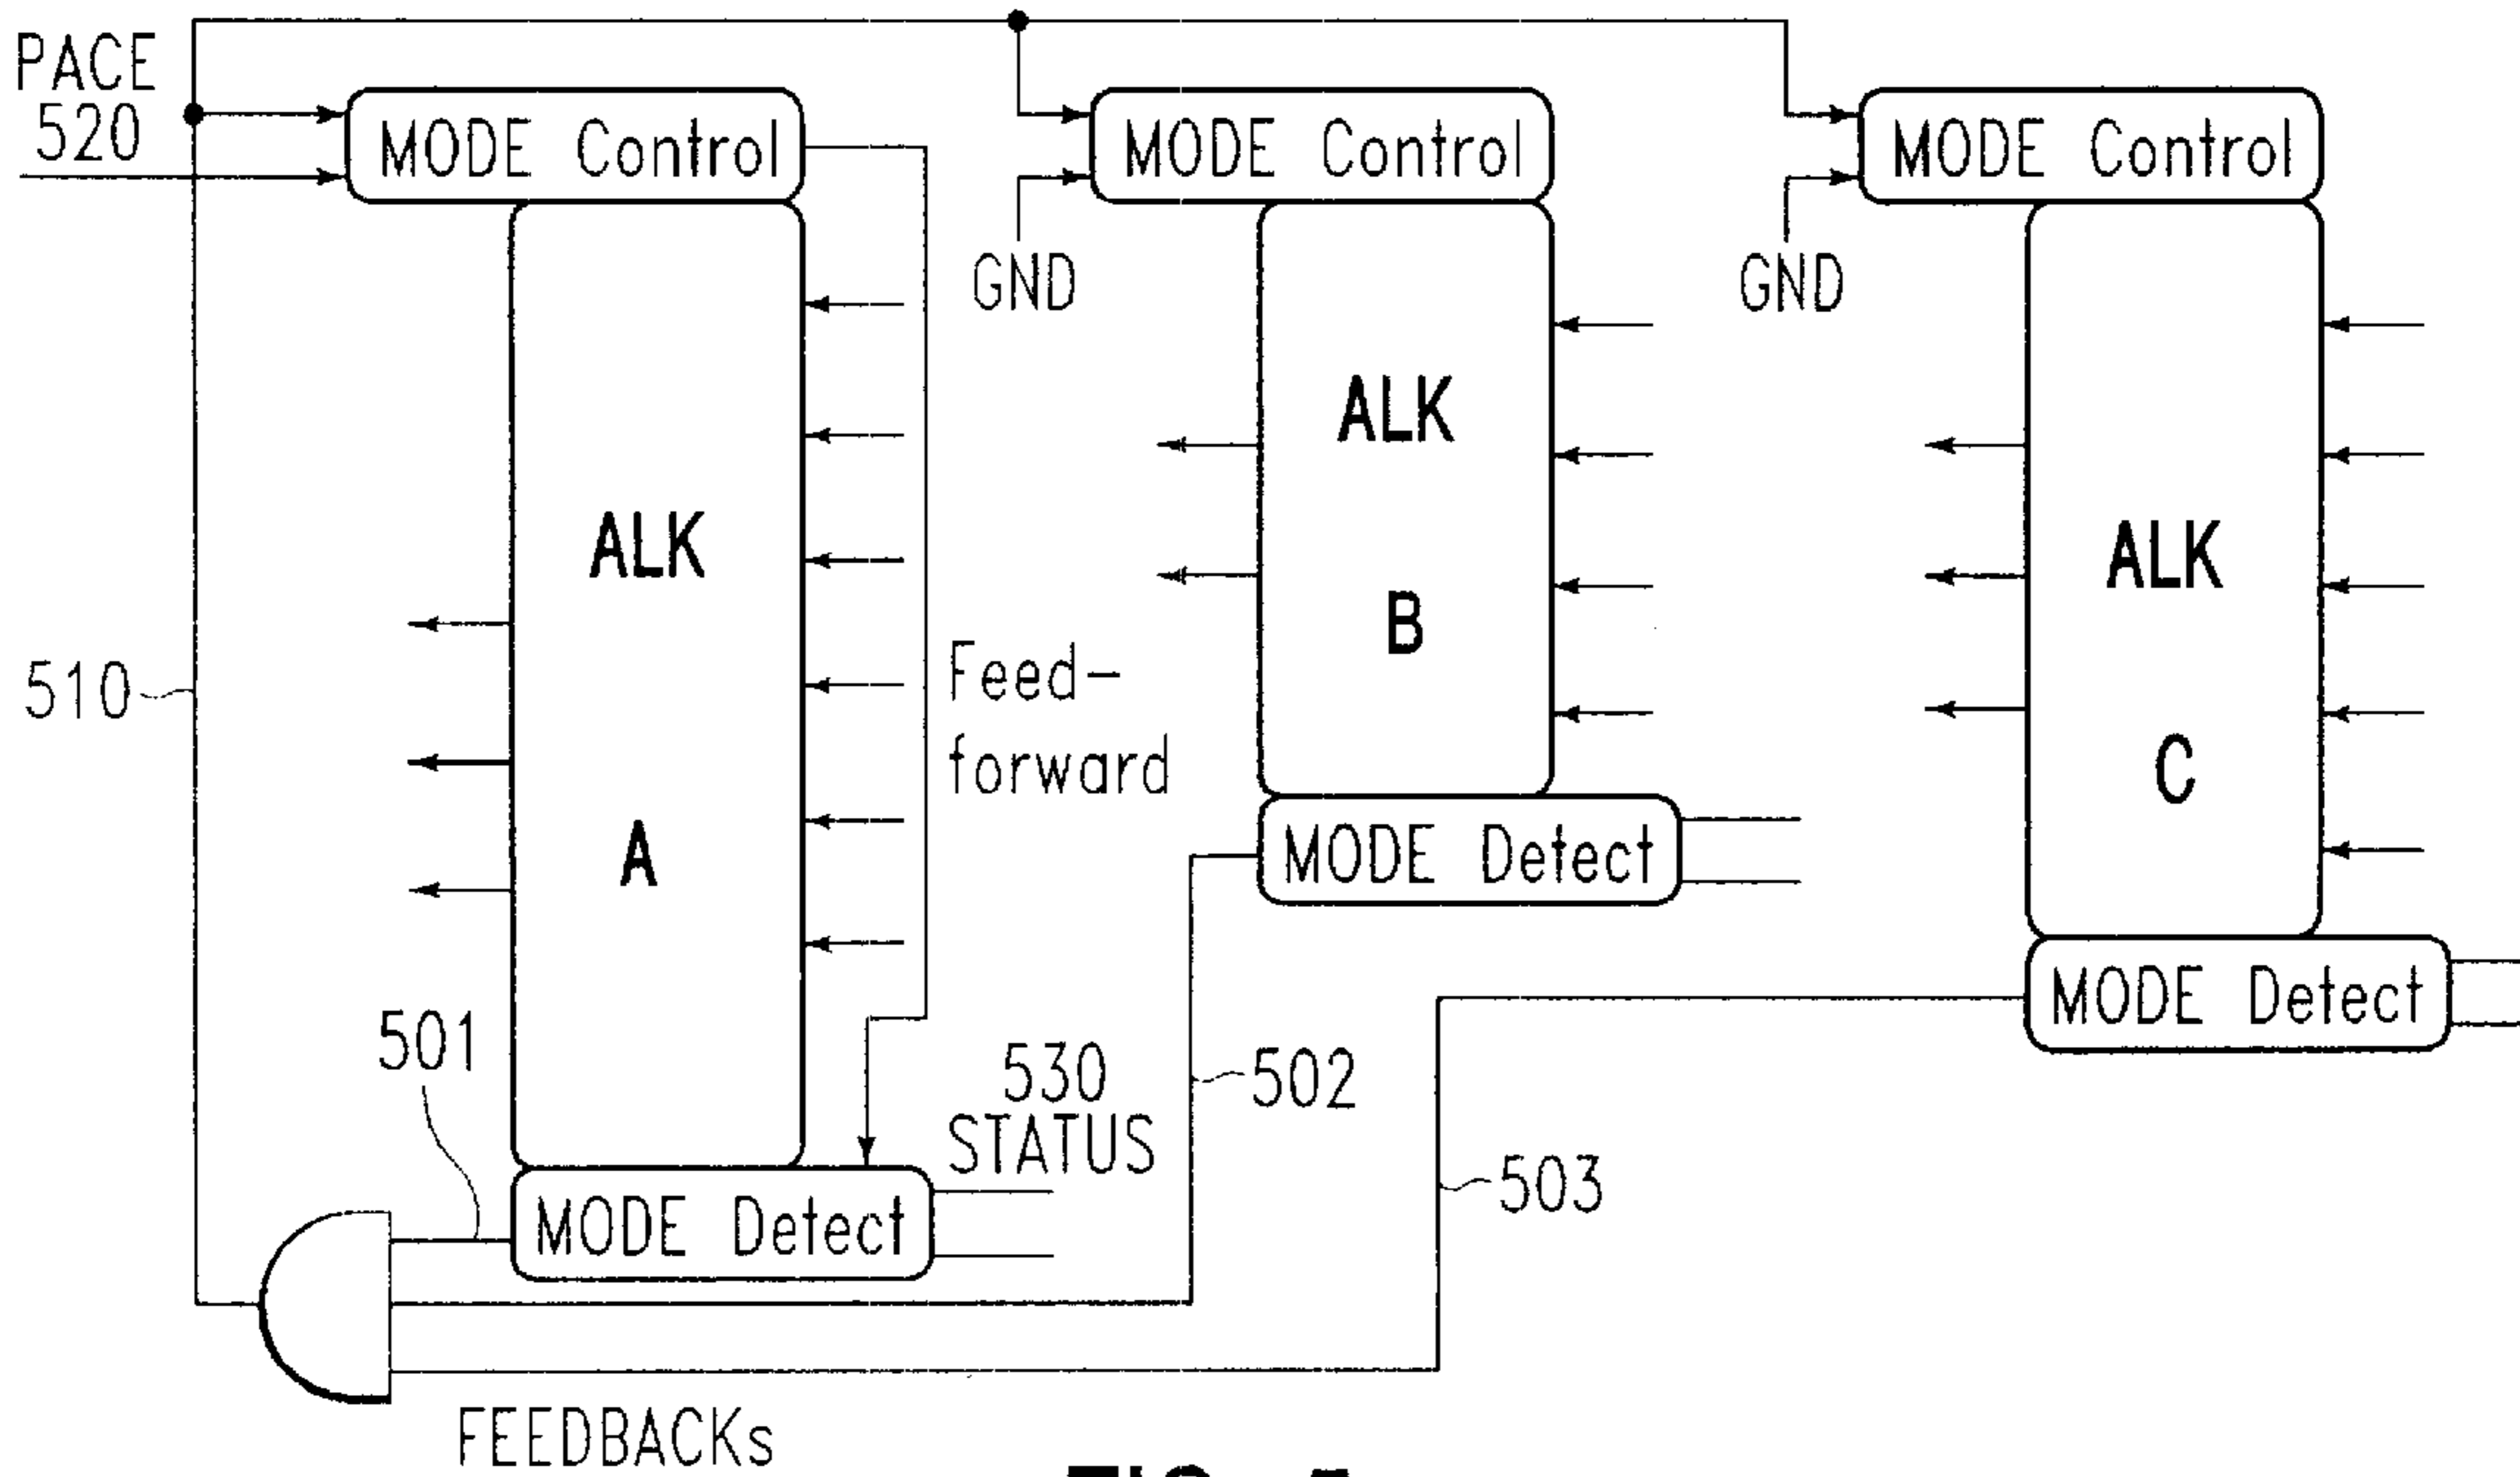 PACE
520
MODE Control
MODE Control
MODE Control
GND
GND
ALK
B
ALK
C
ALK
A
510
Feed-
forward
MODE Detect
MODE Detect
501
530
STATUS
502
503
MODE Detect
FEEDBACKs